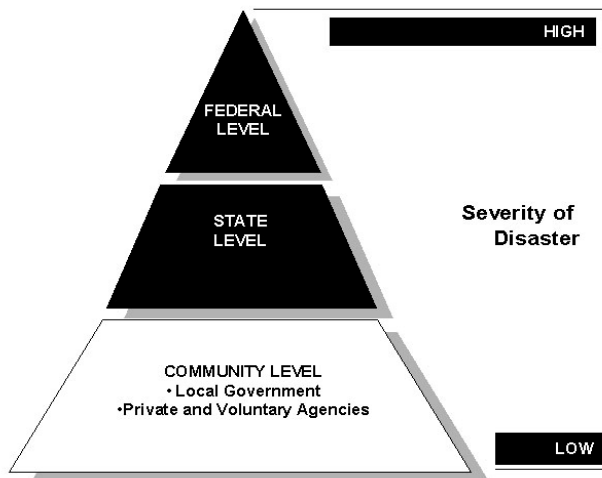 HIGH
FEDERAL
LEVEL
STATE
LEVEL
Severity of
Disaster
COMMUNITY LEVEL
• Local Government
•Private and Voluntary Agencies
LOW